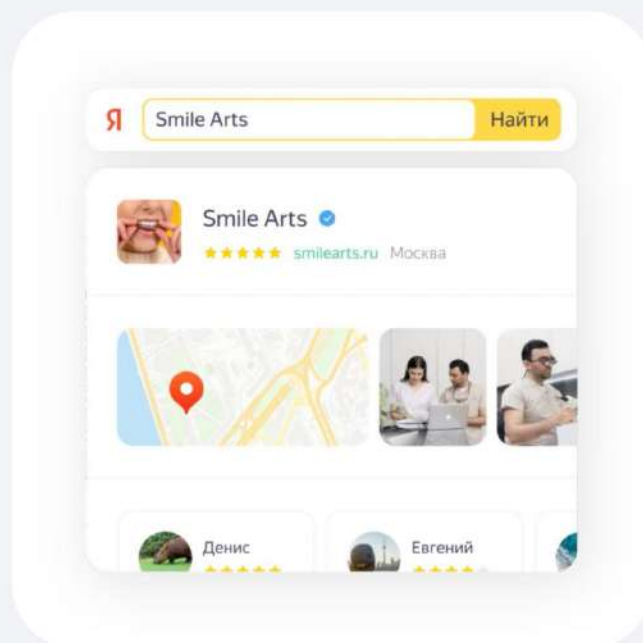 Я Smile Arts Найти
Smile Arts
smilearts.ru Москва
Денис Евгений